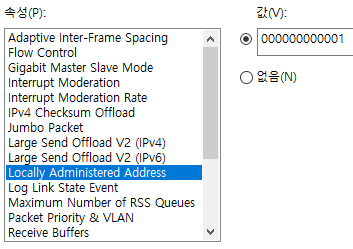 속성(P):
값(V):
Adaptive Inter-Frame Spacing
Flow Control
Gigabit Master Slave Mode
Interrupt Moderation
Interrupt Moderation Rate
IPv4 Checksum Offload
Jumbo Packet
Large Send Offload V2 (IPv4)
Large Send Offload V2 (IPv6)
Locally Administered Address
Log Link State Event
Maximum Number of RSS Queues
Packet Priority & VLAN
Receive Buffers
000000000001
없음(N)